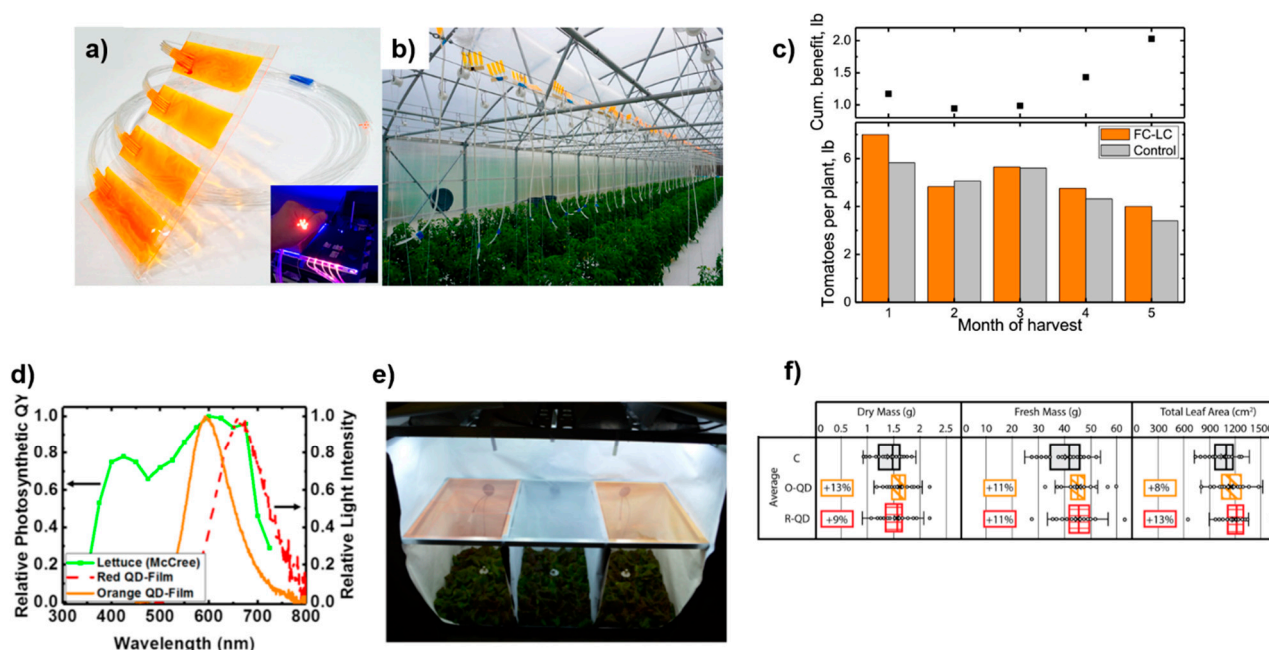 a)
b)
c)
Cum. benefit, lb
2.0
1.5
1.0
Tomatoes per plant, lb
6
4
2
0
FC-LC
Control
1 2 3 4 5
Month of harvest
d)
Relative Photosynthetic QY
1.0
0.8
0.6
0.4
0.2
0.0
Lettuce (McCree)
Red QD-Film
Orange QD-Film
1.0
0.8
0.6
0.4
0.2
0.0
Relative Light Intensity
300 400 500 600 700 800
Wavelength (nm)
e)
f)
Dry Mass (g) Fresh Mass (g) Total Leaf Area (cm²)
0 0.5 1 1.5 2 2.5 0 10 20 30 40 50 60 0 300 600 900 1200 1500
Average
C
O-QD +13% +11% +8%
R-QD +9% +11% +13%